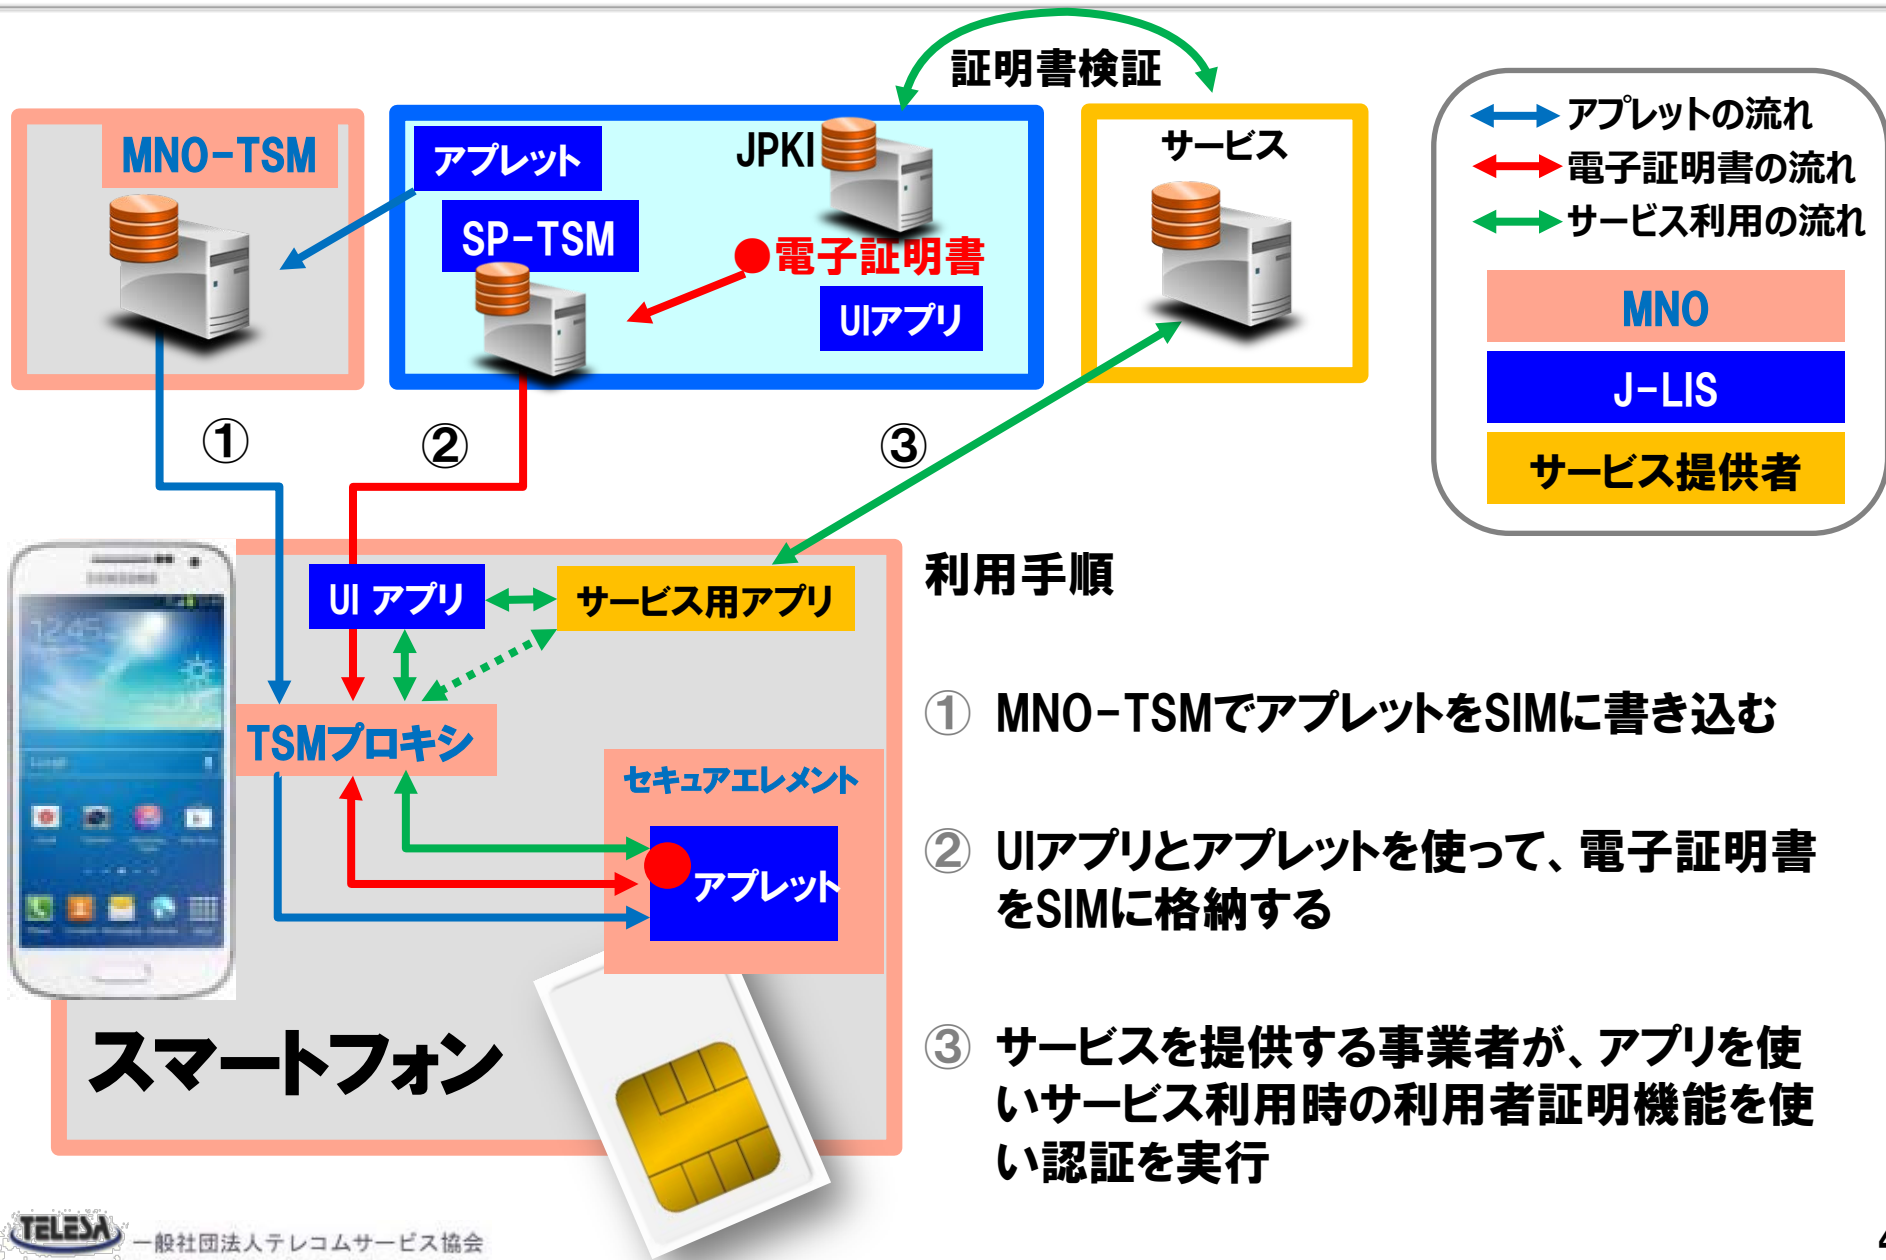 証明書検証
MNO-TSM
アプレット
JPKI
SP-TSM
電子証明書
UIアプリ
サービス
アプレットの流れ
電子証明書の流れ
サービス利用の流れ
MNO
J-LIS
サービス提供者
①
②
③
UI アプリ
サービス用アプリ
TSMプロキシ
セキュアエレメント
アプレット
スマートフォン
SAMSUNG
12:45
利用手順
① MNO-TSMでアプレットをSIMに書き込む
② UIアプリとアプレットを使って、電子証明書
をSIMに格納する
③ サービスを提供する事業者が、アプリを使
いサービス利用時の利用者証明機能を使
い認証を実行
TELESA
一般社団法人テレコムサービス協会